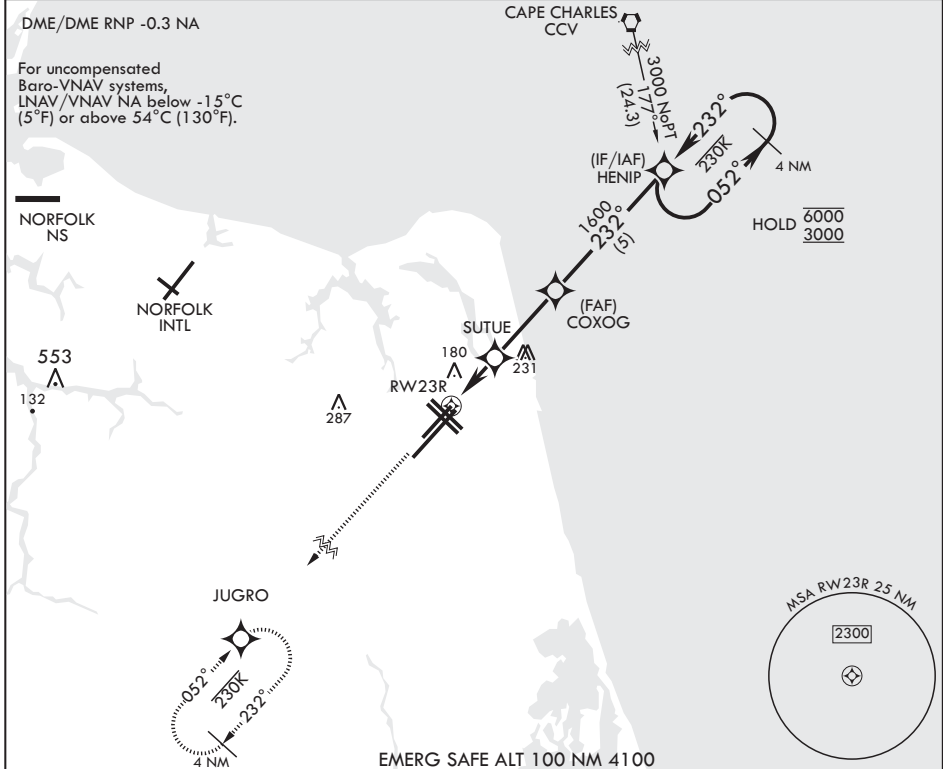 DME/DME RNP -0.3 NA
For uncompensated
Baro-VNAV systems,
LNAV/VNAV NA below -15°C
(5°F) or above 54°C (130°F).
CAPE CHARLES
CCV
3000 NoPT
177°
(24.3)
232°
230K
052°
4 NM
(IF/IAF)
HENIP
HOLD 6000
3000
1600
232°
(5)
NORFOLK
NS
NORFOLK
INTL
(FAF)
COXOG
SUTUE
180
231
553
132
287
RW23R
JUGRO
052°
230K
232°
4 NM
MSA RW23R 25 NM
2300
EMERG SAFE ALT 100 NM 4100